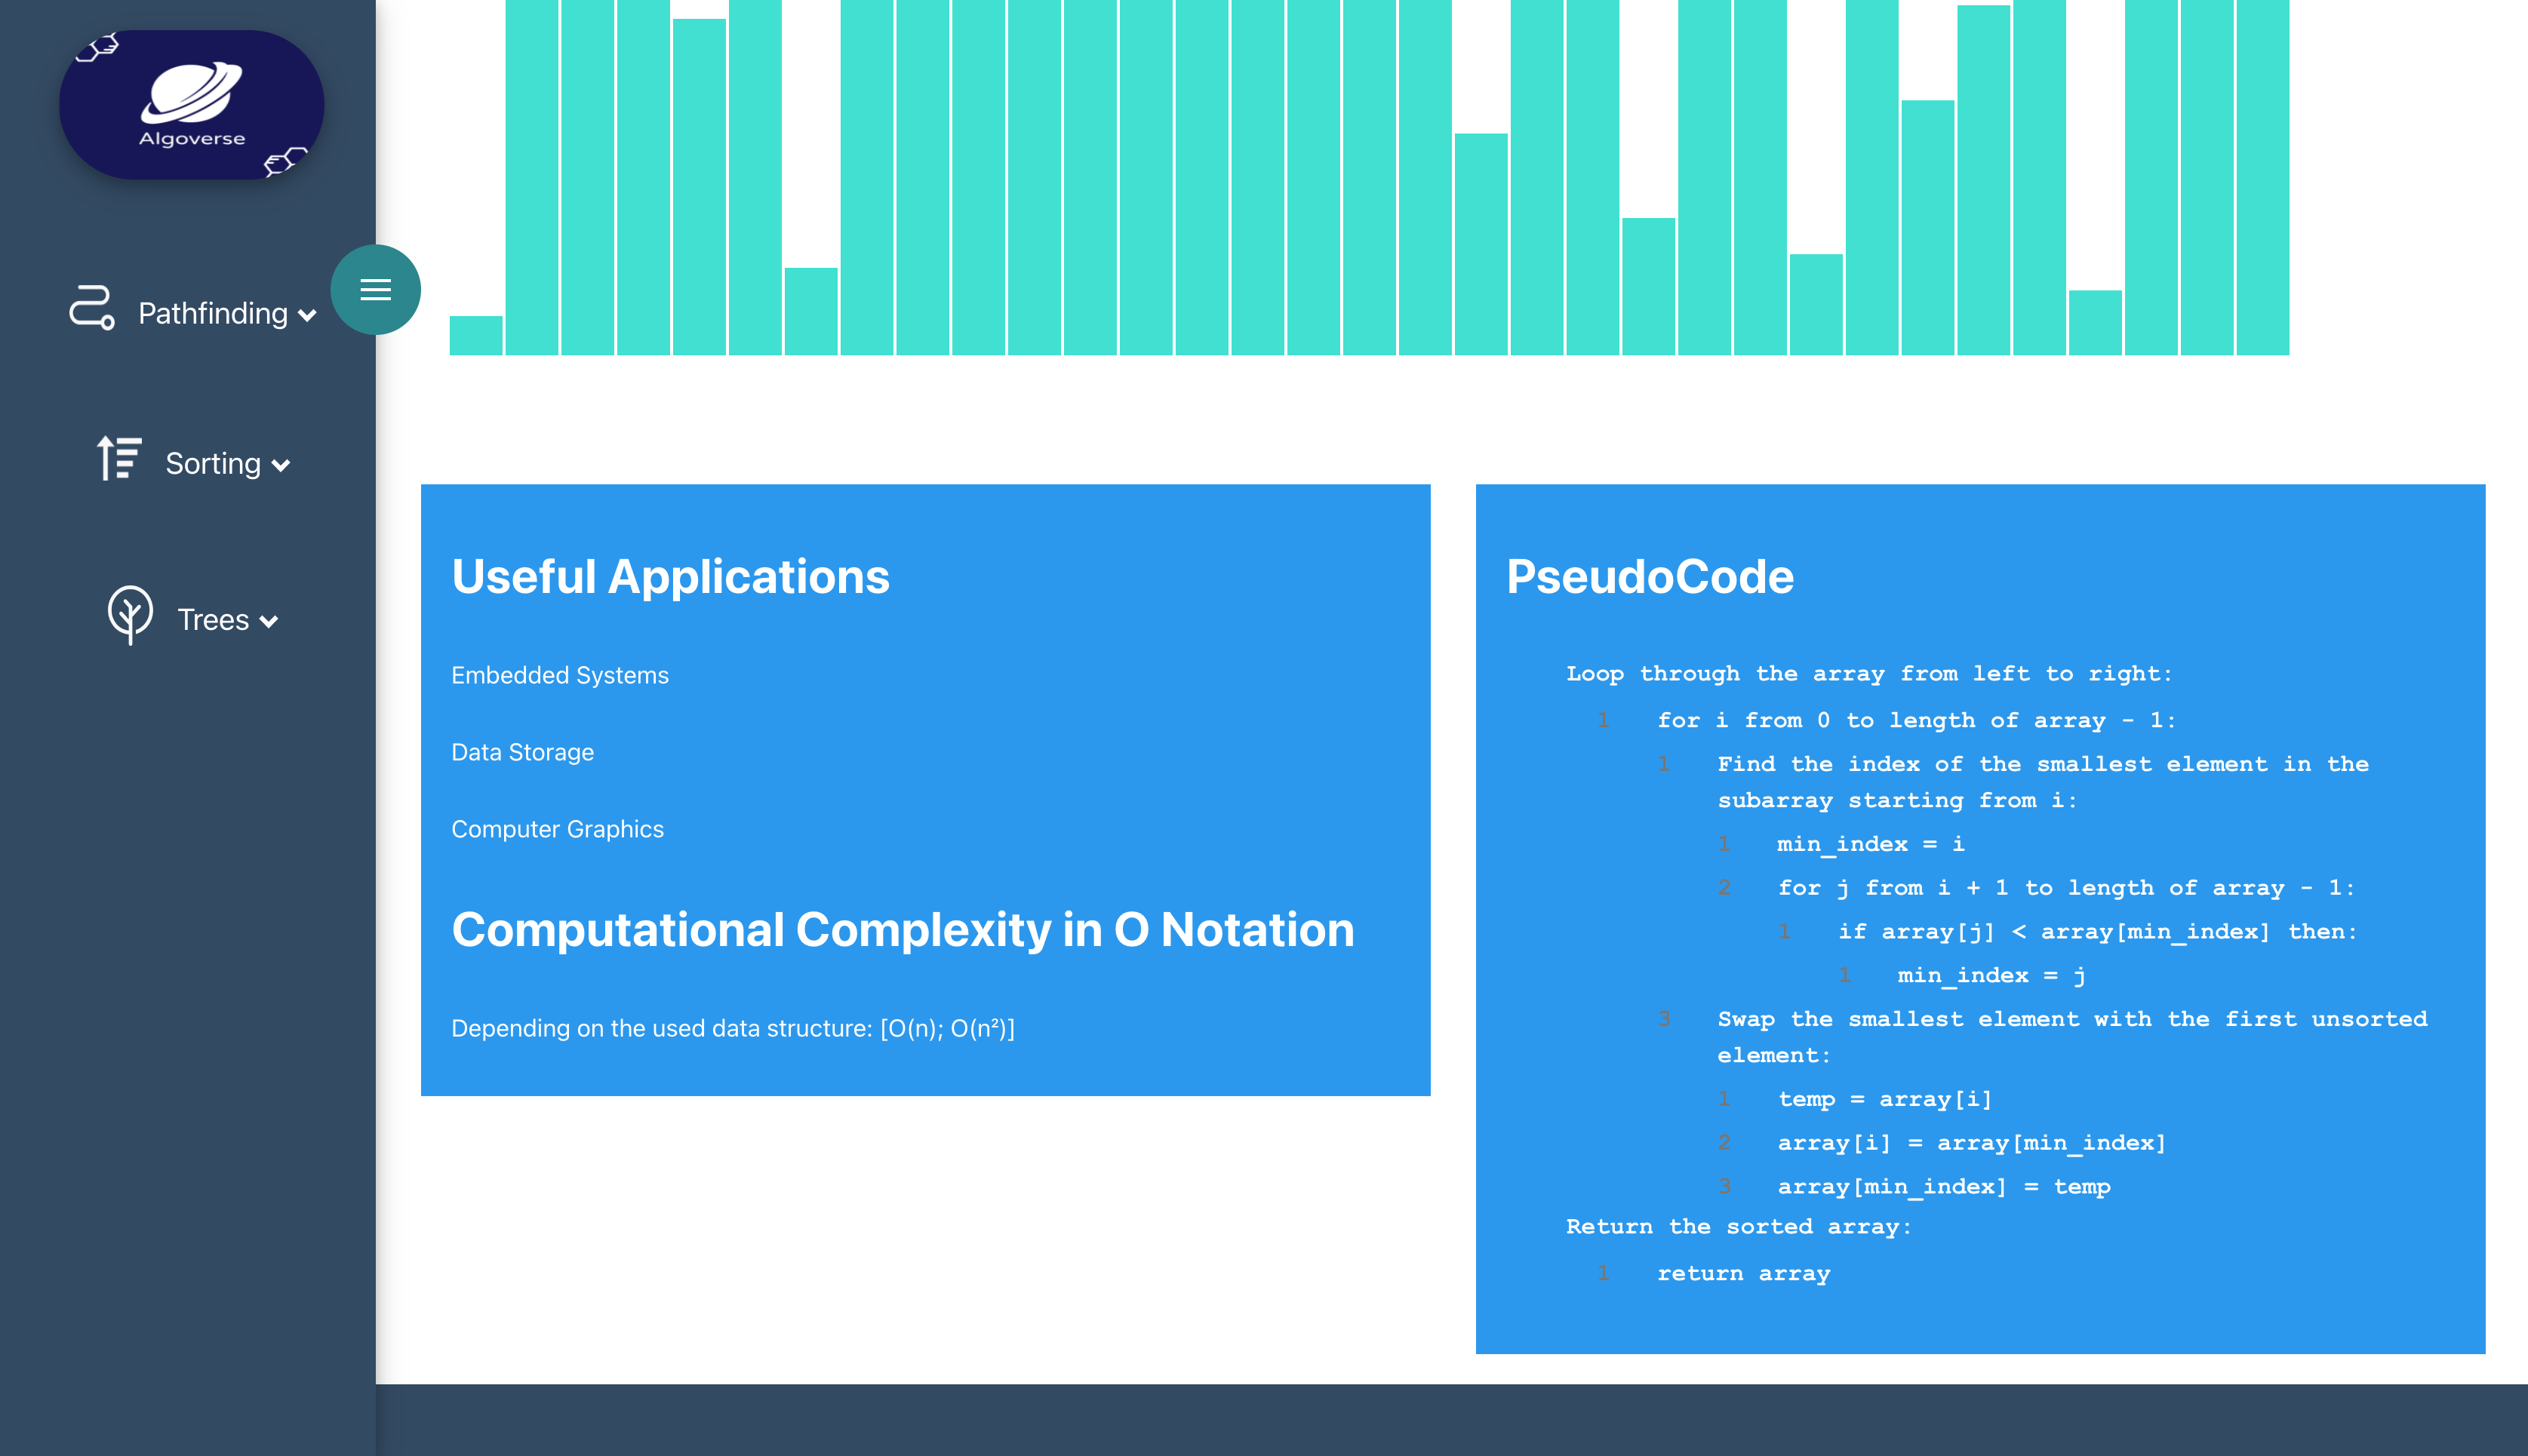 Algoverse
Pathfinding
Sorting
Trees
Useful Applications
Embedded Systems
Data Storage
Computer Graphics
Computational Complexity in O Notation
Depending on the used data structure: [O(n); O(n²)]
PseudoCode
Loop through the array from left to right:
1 for i from 0 to length of array - 1:
1 Find the index of the smallest element in the
subarray starting from i:
1 min_index = i
2 for j from i + 1 to length of array - 1:
1 if array[j] < array[min_index] then:
1 min_index = j
3 Swap the smallest element with the first unsorted
element:
1 temp = array[i]
2 array[i] = array[min_index]
3 array[min_index] = temp
Return the sorted array:
1 return array